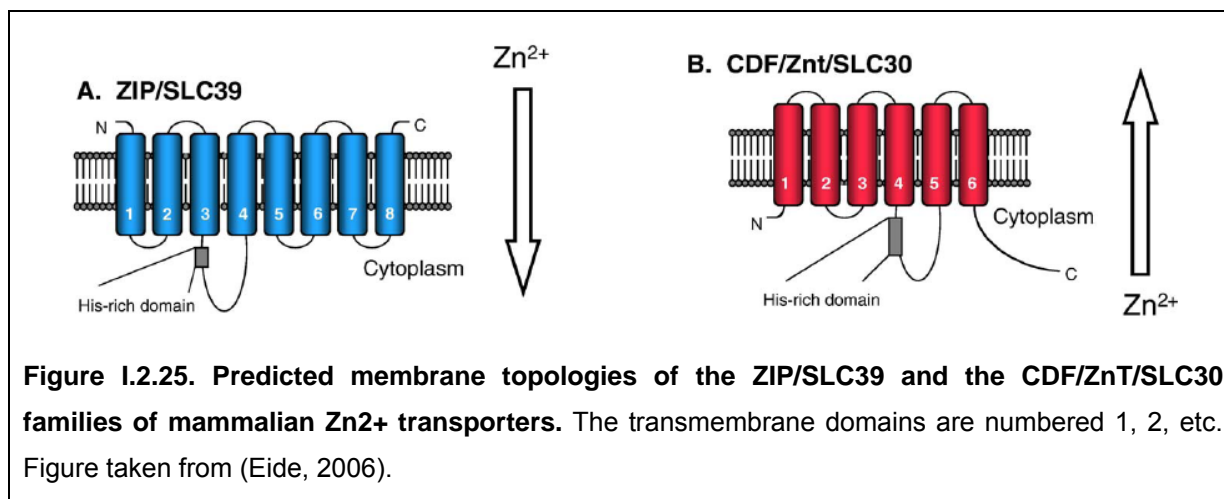 A. ZIP/SLC39
Zn2+
N
C
1 2 3 4 5 6 7 8
Cytoplasm
His-rich domain
B. CDF/Znt/SLC30
1 2 3 4 5 6
N
Cytoplasm
C
His-rich domain
Zn2+
Figure I.2.25. Predicted membrane topologies of the ZIP/SLC39 and the CDF/ZnT/SLC30
families of mammalian Zn2+ transporters. The transmembrane domains are numbered 1, 2, etc.
Figure taken from (Eide, 2006).